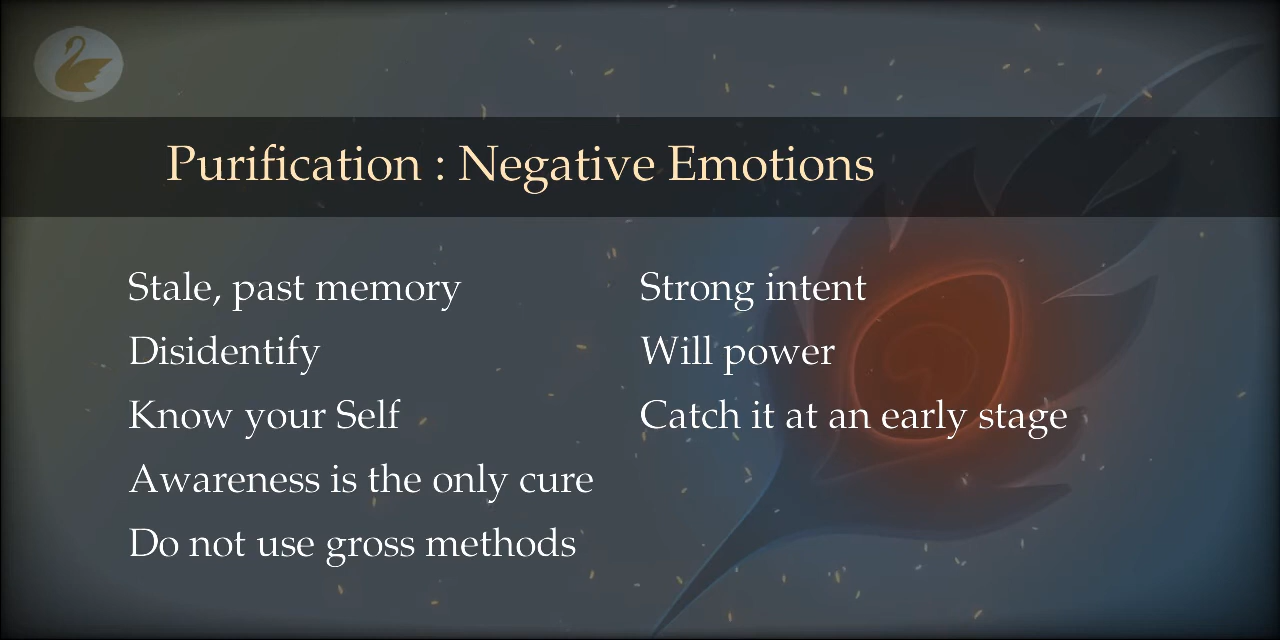 Purification : Negative Emotions
Stale, past memory
Disidentify
Know your Self
Awareness is the only cure
Do not use gross methods
Strong intent
Will power
Catch it at an early stage